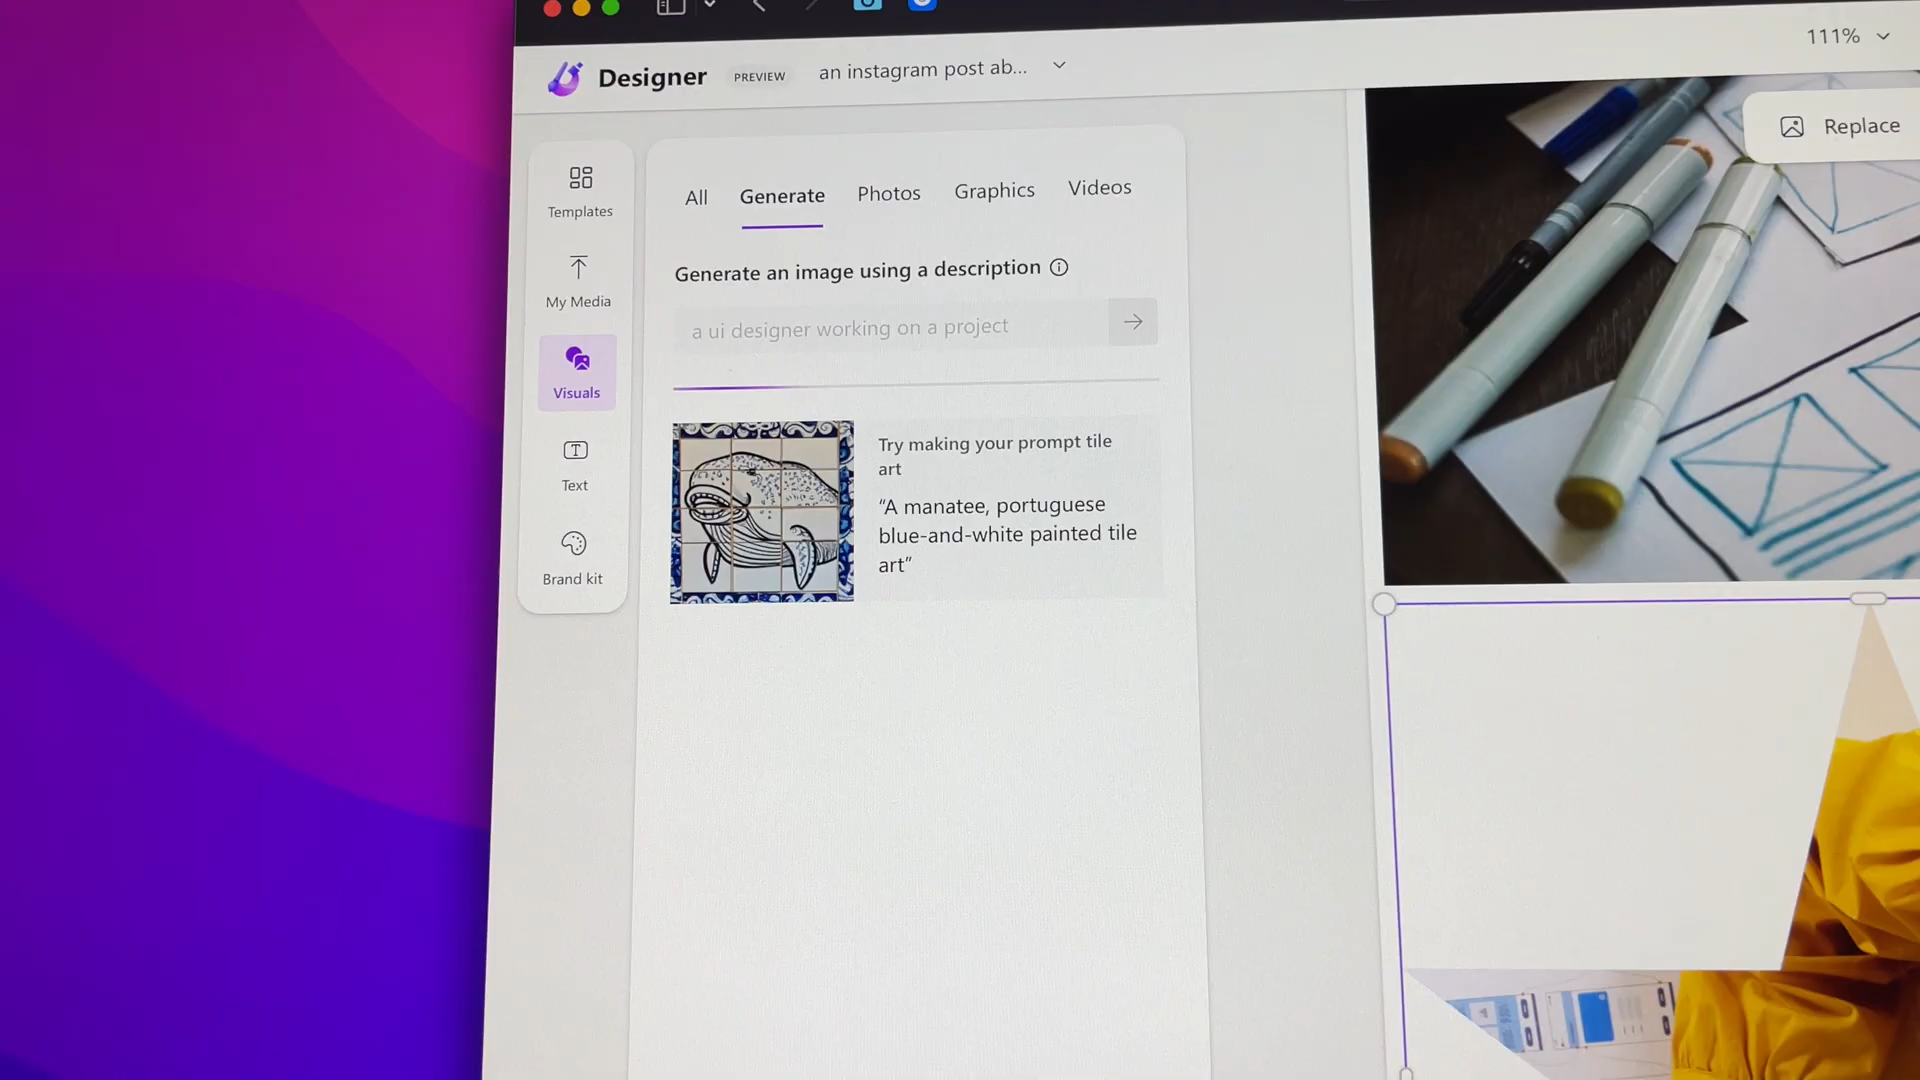 Designer
PREVIEW
an instagram post ab...
111%
Replace
Templates
My Media
Visuals
Text
Brand kit
All
Generate
Photos
Graphics
Videos
Generate an image using a description
a ui designer working on a project
Try making your prompt tile
art
“A manatee, portuguese
blue-and-white painted tile
art”